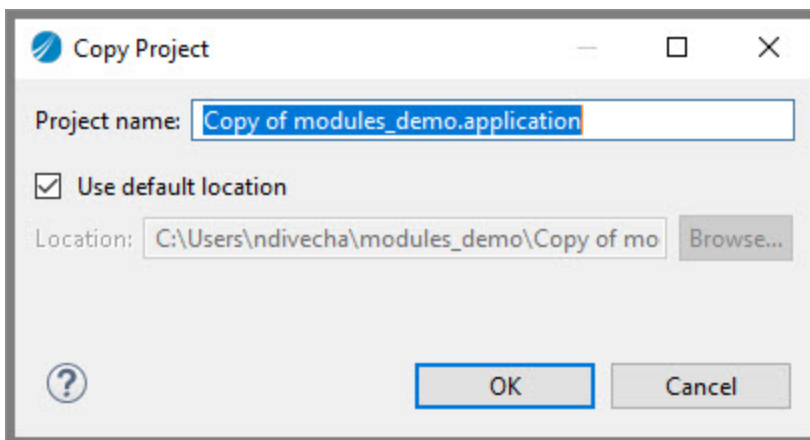 Copy Project
Project name: Copy of modules_demo.application
Use default location
Location: C:\Users\ndivecha\modules_demo\Copy of mo Browse...
? OK Cancel